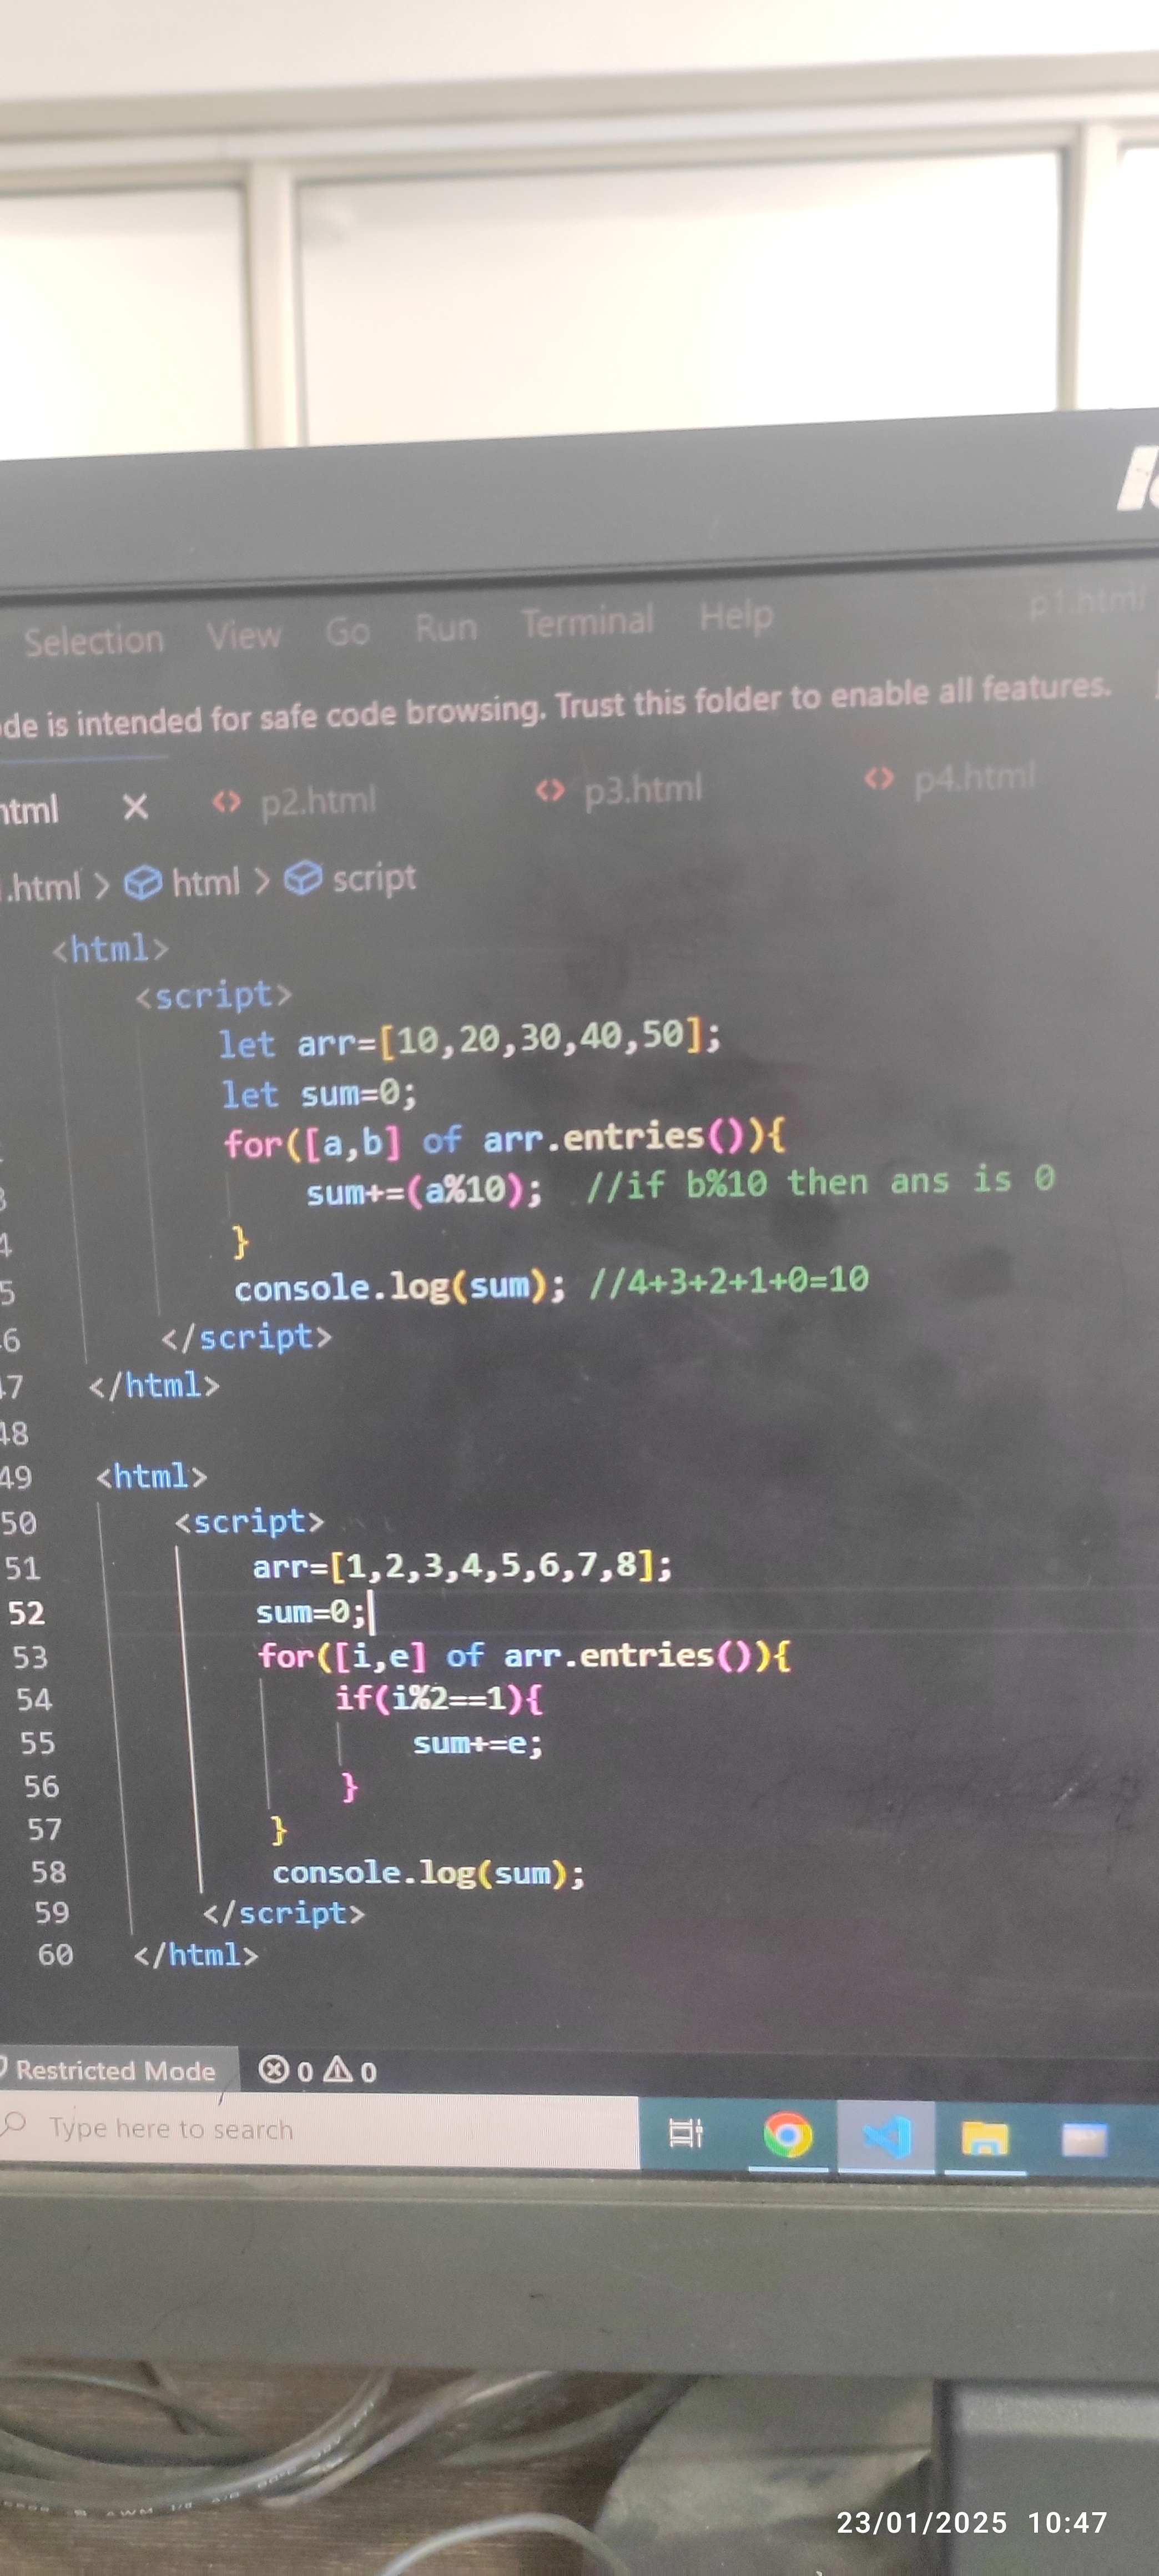 Selection View Go Run Terminal Help p1.html
de is intended for safe code browsing. Trust this folder to enable all features.
html × <> p2.html <> p3.html <> p4.html
.html > html > script
<html>
<script>
let arr=[10,20,30,40,50];
let sum=0;
for([a,b] of arr.entries()){
3 sum+=(a%10); //if b%10 then ans is 0
4 }
5 console.log(sum); //4+3+2+1+0=10
46 </script>
47 </html>
48
49 <html>
50 <script>
51 arr=[1,2,3,4,5,6,7,8];
52 sum=0;
53 for([i,e] of arr.entries()){
54 if(i%2==1){
55 sum+=e;
56 }
57 }
58 console.log(sum);
59 </script>
60 </html>
Restricted Mode 0 0
Type here to search
23/01/2025 10:47